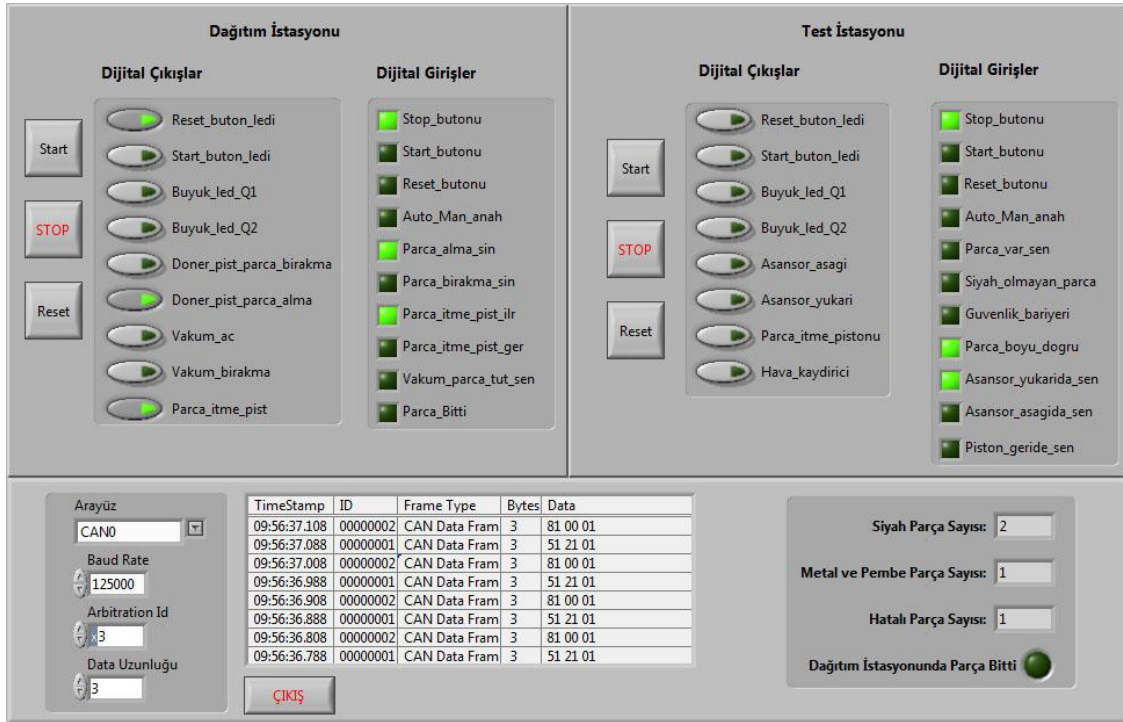 Dağıtım İstasyonu
Dijital Çıkışlar
Dijital Girişler
Start
STOP
Reset
Reset_buton_ledi
Start_buton_ledi
Buyuk_led_Q1
Buyuk_led_Q2
Doner_pist_parca_birakma
Doner_pist_parca_alma
Vakum_ac
Vakum_birakma
Parca_itme_pist
Stop_butonu
Start_butonu
Reset_butonu
Auto_Man_anah
Parca_alma_sin
Parca_birakma_sin
Parca_itme_pist_ilr
Parca_itme_pist_ger
Vakum_parca_tut_sen
Parca_Bitti
Test İstasyonu
Dijital Çıkışlar
Dijital Girişler
Start
STOP
Reset
Reset_buton_ledi
Start_buton_ledi
Buyuk_led_Q1
Buyuk_led_Q2
Asansor_asagi
Asansor_yukari
Parca_itme_pistonu
Hava_kaydirici
Stop_butonu
Start_butonu
Reset_butonu
Auto_Man_anah
Parca_var_sen
Siyah_olmayan_parca
Guvenlik_bariyeri
Parca_boyu_dogru
Asansor_yukarida_sen
Asansor_asagida_sen
Piston_geride_sen
Arayüz
CAN0
Baud Rate
125000
Arbitration Id
x3
Data Uzunluğu
3
TimeStamp ID Frame Type Bytes Data
09:56:37.108 00000002 CAN Data Fram 3 81 00 01
09:56:37.088 00000001 CAN Data Fram 3 51 21 01
09:56:37.008 00000002 CAN Data Fram 3 81 00 01
09:56:36.988 00000001 CAN Data Fram 3 51 21 01
09:56:36.908 00000002 CAN Data Fram 3 81 00 01
09:56:36.888 00000001 CAN Data Fram 3 51 21 01
09:56:36.808 00000002 CAN Data Fram 3 81 00 01
09:56:36.788 00000001 CAN Data Fram 3 51 21 01
ÇIKIŞ
Siyah Parça Sayısı: 2
Metal ve Pembe Parça Sayısı: 1
Hatalı Parça Sayısı: 1
Dağıtım İstasyonunda Parça Bitti